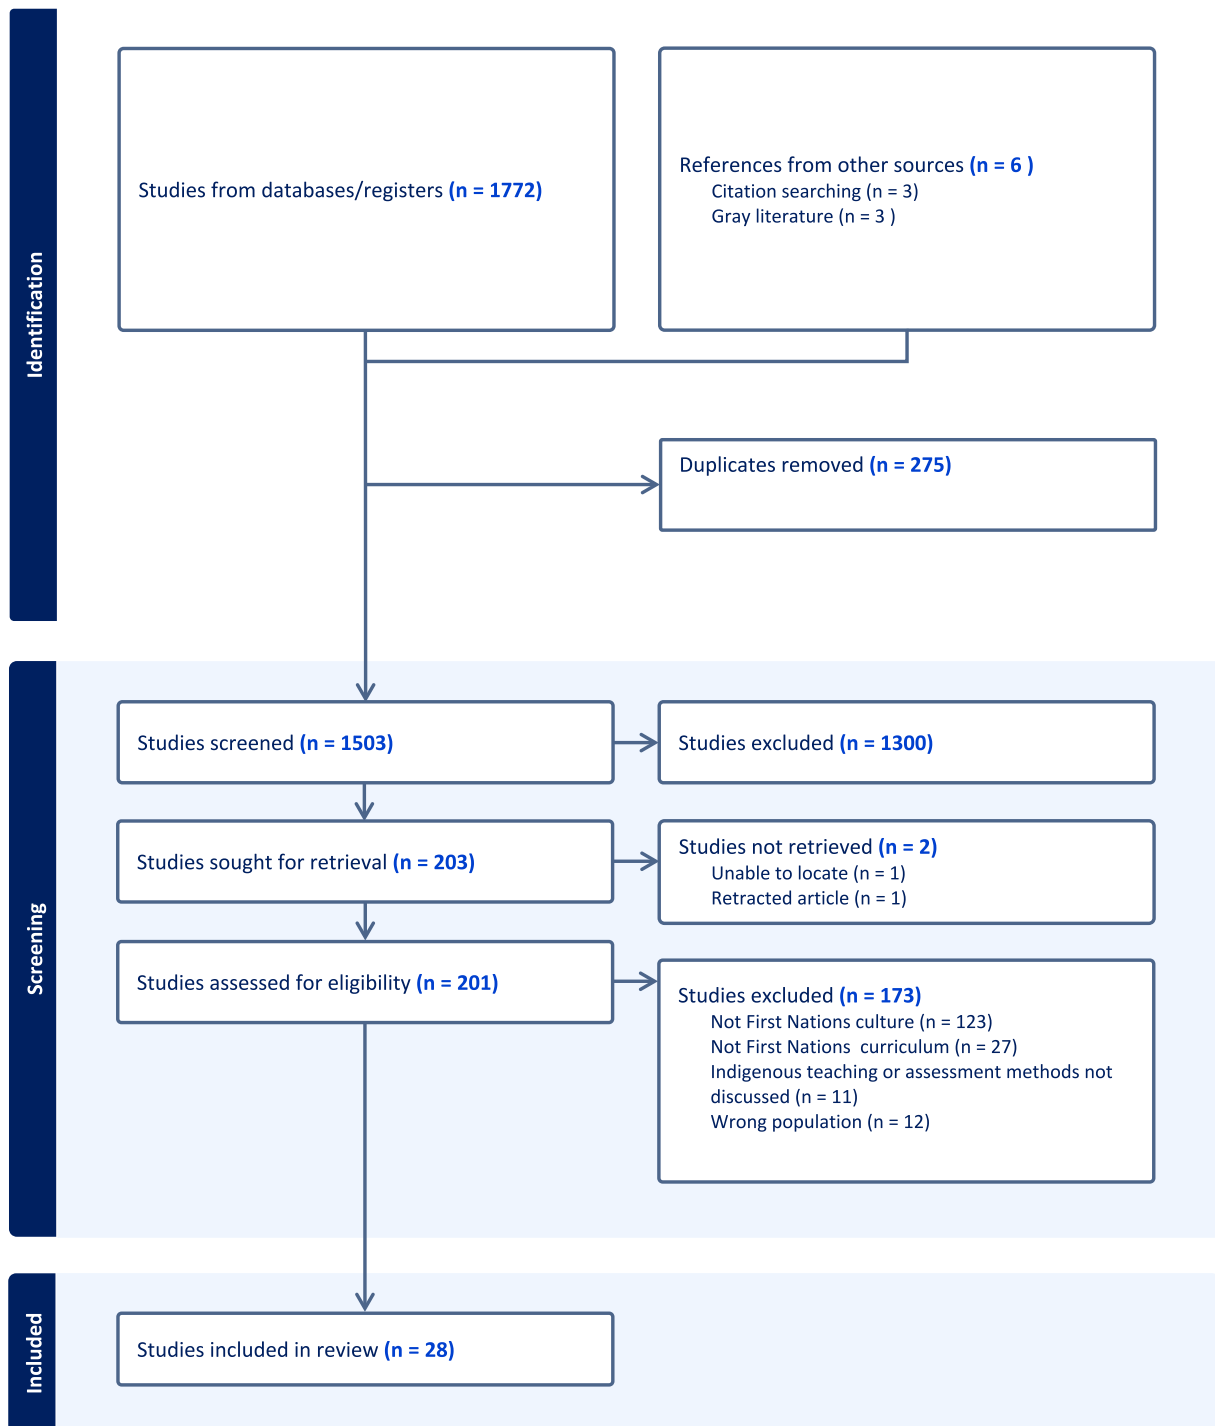 Identification
Studies from databases/registers (n = 1772)
References from other sources (n = 6 )
Citation searching (n = 3)
Gray literature (n = 3 )
Duplicates removed (n = 275)
Screening
Studies screened (n = 1503)
Studies excluded (n = 1300)
Studies sought for retrieval (n = 203)
Studies not retrieved (n = 2)
Unable to locate (n = 1)
Retracted article (n = 1)
Studies assessed for eligibility (n = 201)
Studies excluded (n = 173)
Not First Nations culture (n = 123)
Not First Nations  curriculum (n = 27)
Indigenous teaching or assessment methods not
discussed (n = 11)
Wrong population (n = 12)
Included
Studies included in review (n = 28)